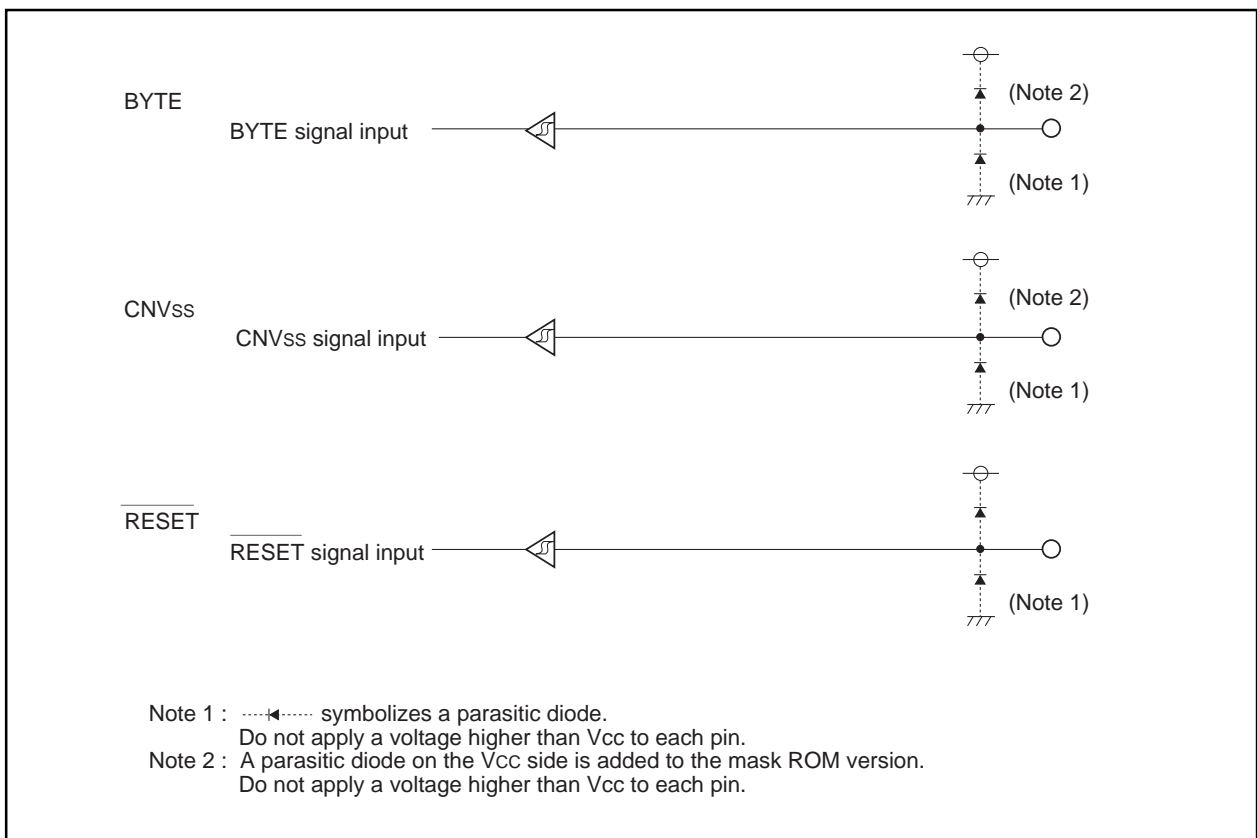 (Note 2)
BYTE
BYTE signal input
(Note 1)
(Note 2)
CNVss
CNVss signal input
(Note 1)
RESET
RESET signal input
(Note 1)
Note 1 : symbolizes a parasitic diode.
Do not apply a voltage higher than Vcc to each pin.
Note 2 : A parasitic diode on the VCC side is added to the mask ROM version.
Do not apply a voltage higher than Vcc to each pin.